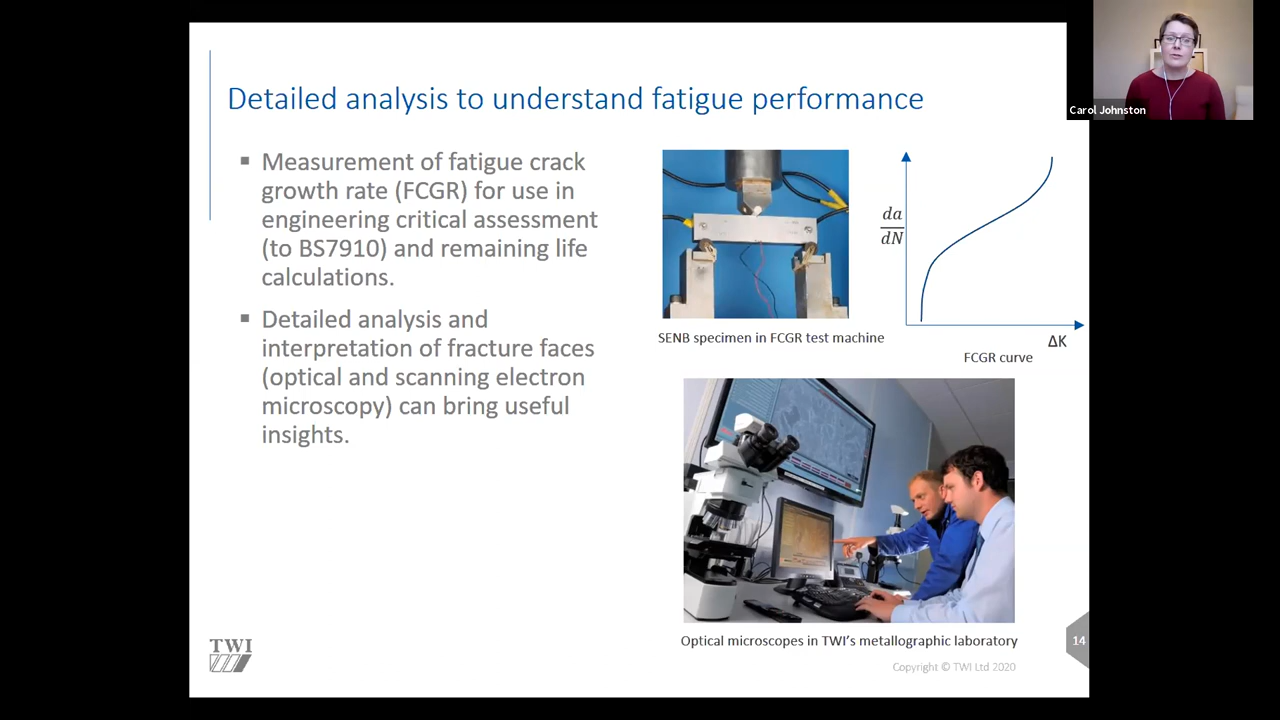 Detailed analysis to understand fatigue performance
Carol Johnston
▪ Measurement of fatigue crack
growth rate (FCGR) for use in
engineering critical assessment
(to BS7910) and remaining life
calculations.
▪ Detailed analysis and
interpretation of fracture faces
(optical and scanning electron
microscopy) can bring useful
insights.
da
dN
ΔK
SENB specimen in FCGR test machine
FCGR curve
Optical microscopes in TWI's metallographic laboratory
14
TWI
Copyright © TWI Ltd 2020